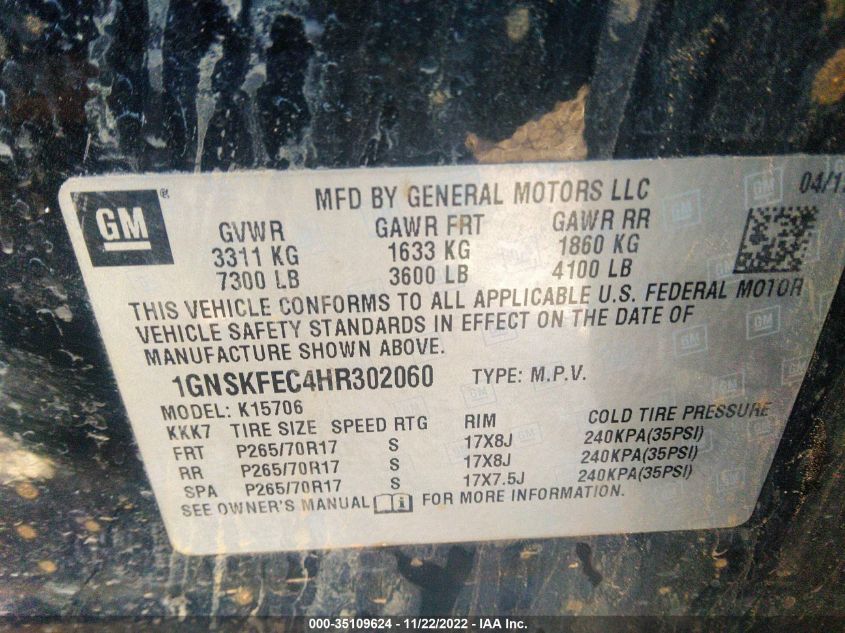 GM
MFD BY GENERAL MOTORS LLC
GVWR GAWR FRT GAWR RR
3311 KG 1633 KG 1860 KG
7300 LB 3600 LB 4100 LB
THIS VEHICLE CONFORMS TO ALL APPLICABLE U.S. FEDERAL MOTOR
VEHICLE SAFETY STANDARDS IN EFFECT ON THE DATE OF
MANUFACTURE SHOWN ABOVE.
1GNSKFEC4HR302060 TYPE: M.P.V.
MODEL: K15706
KKK7 TIRE SIZE SPEED RTG RIM COLD TIRE PRESSURE
FRT P265/70R17 S 17X8J 240KPA(35PSI)
RR P265/70R17 S 17X8J 240KPA(35PSI)
SPA P265/70R17 S 17X7.5J 240KPA(35PSI)
SEE OWNER'S MANUAL FOR MORE INFORMATION.
000-35109624 - 11/22/2022 - IAA Inc.